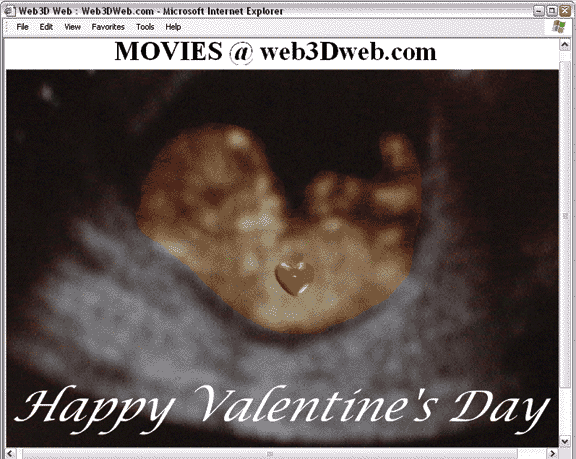 Web3D Web : Web3DWeb.com - Microsoft Internet Explorer
File Edit View Favorites Tools Help
MOVIES @ web3Dweb.com
Happy Valentine's Day